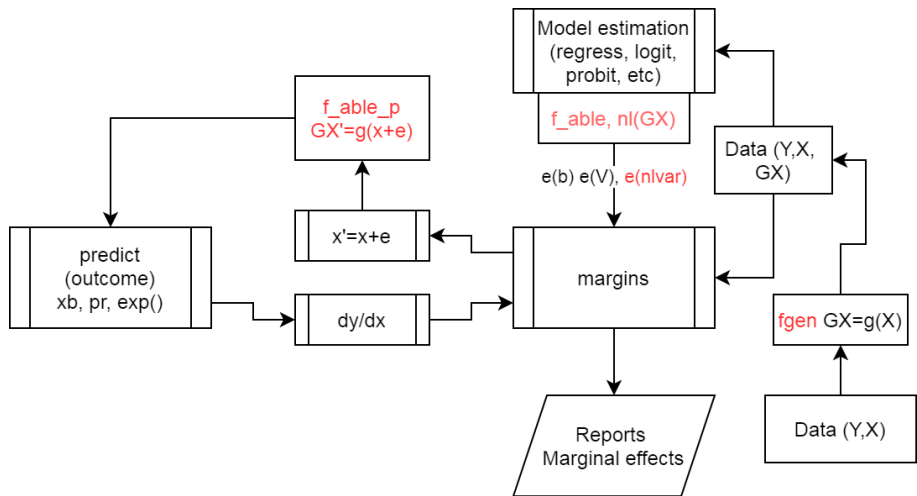 Model estimation
(regress, logit,
probit, etc)
f_able, nl(GX)
e(b) e(V), e(nlvar)
f_able_p
GX'=g(x+e)
Data (Y,X,
GX)
x'=x+e
predict
(outcome)
xb, pr, exp()
dy/dx
margins
fgen GX=g(X)
Data (Y,X)
Reports
Marginal effects